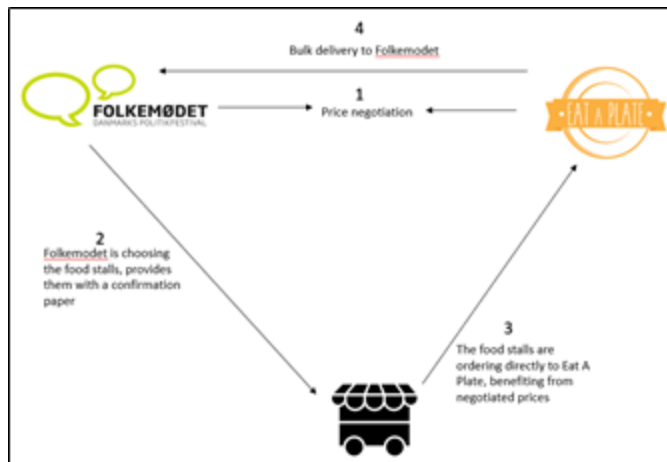 4
Bulk delivery to Folkemodet
1
Price negotiation
FOLKEMØDET
DANMARKS POLITIKFESTIVAL
EAT A PLATE
2
Folkemodet is choosing
the food stalls, provides
them with a confirmation
paper
3
The food stalls are
ordering directly to Eat A
Plate, benefiting from
negotiated prices